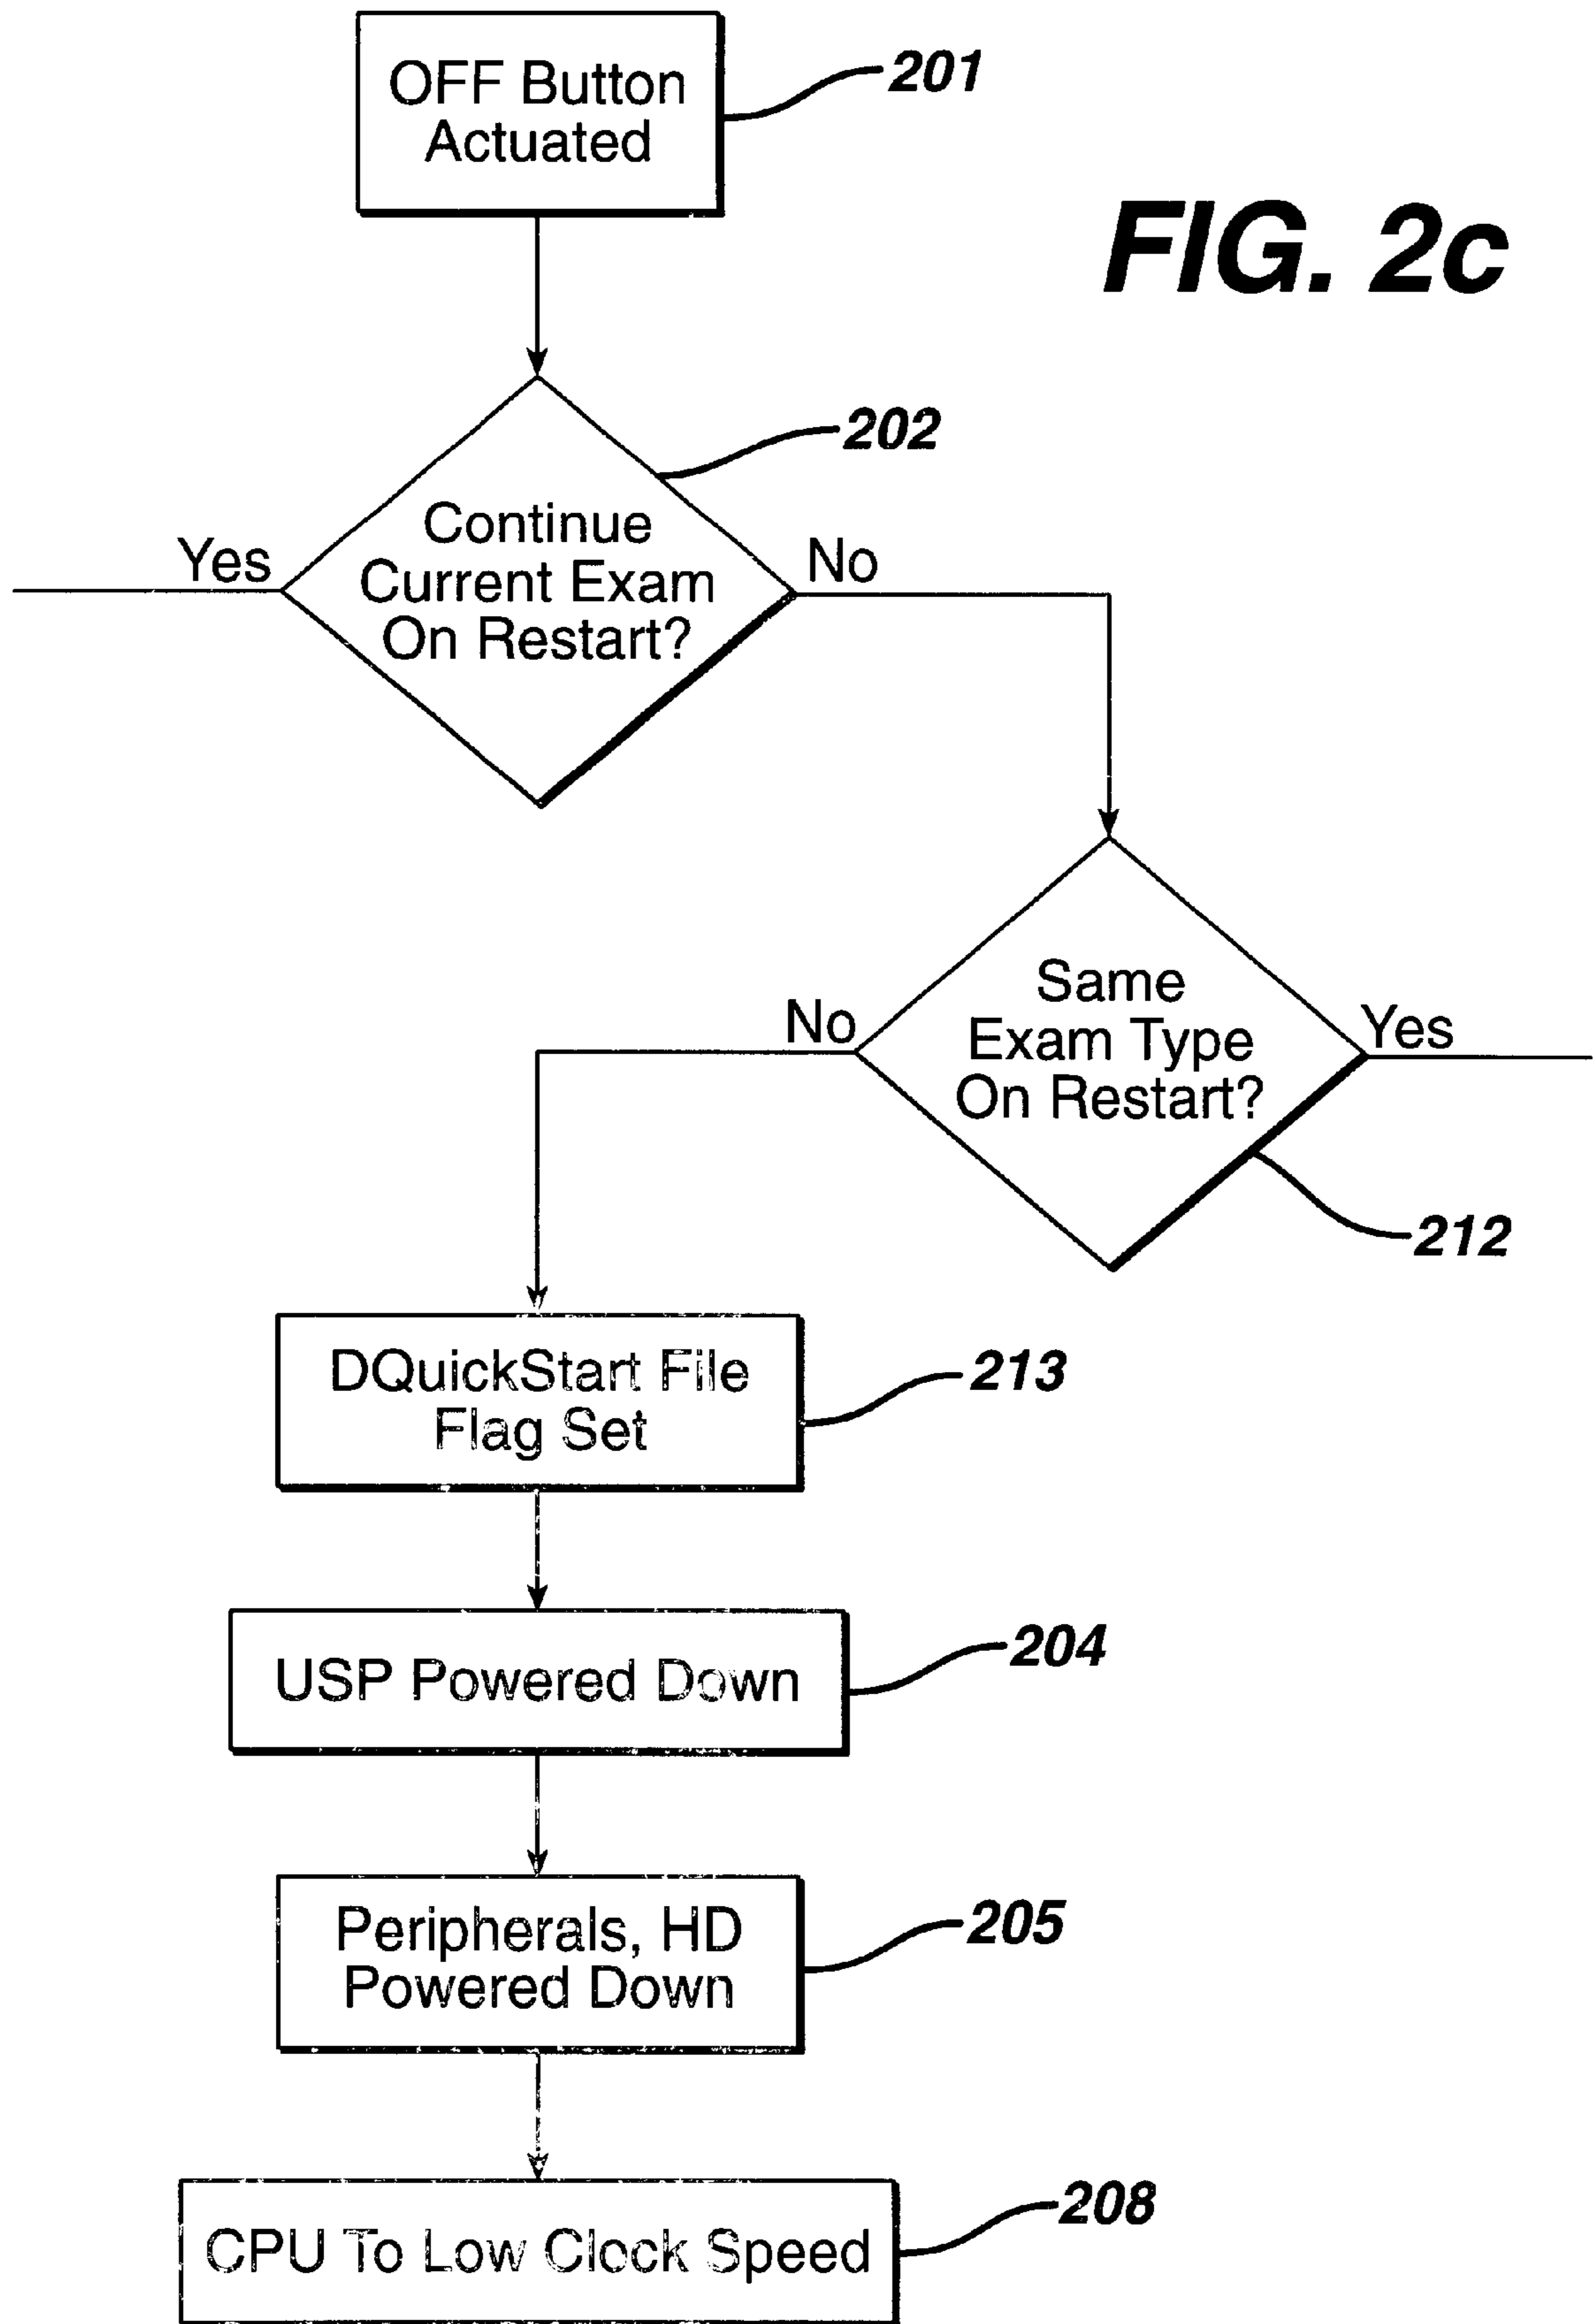 OFF Button
Actuated
201
FIG. 2c
202
Continue
Current Exam
On Restart?
Yes
No
Same
Exam Type
On Restart?
No
Yes
212
DQuickStart File
Flag Set
213
USP Powered Down
204
Peripherals, HD
Powered Down
205
CPU To Low Clock Speed
208